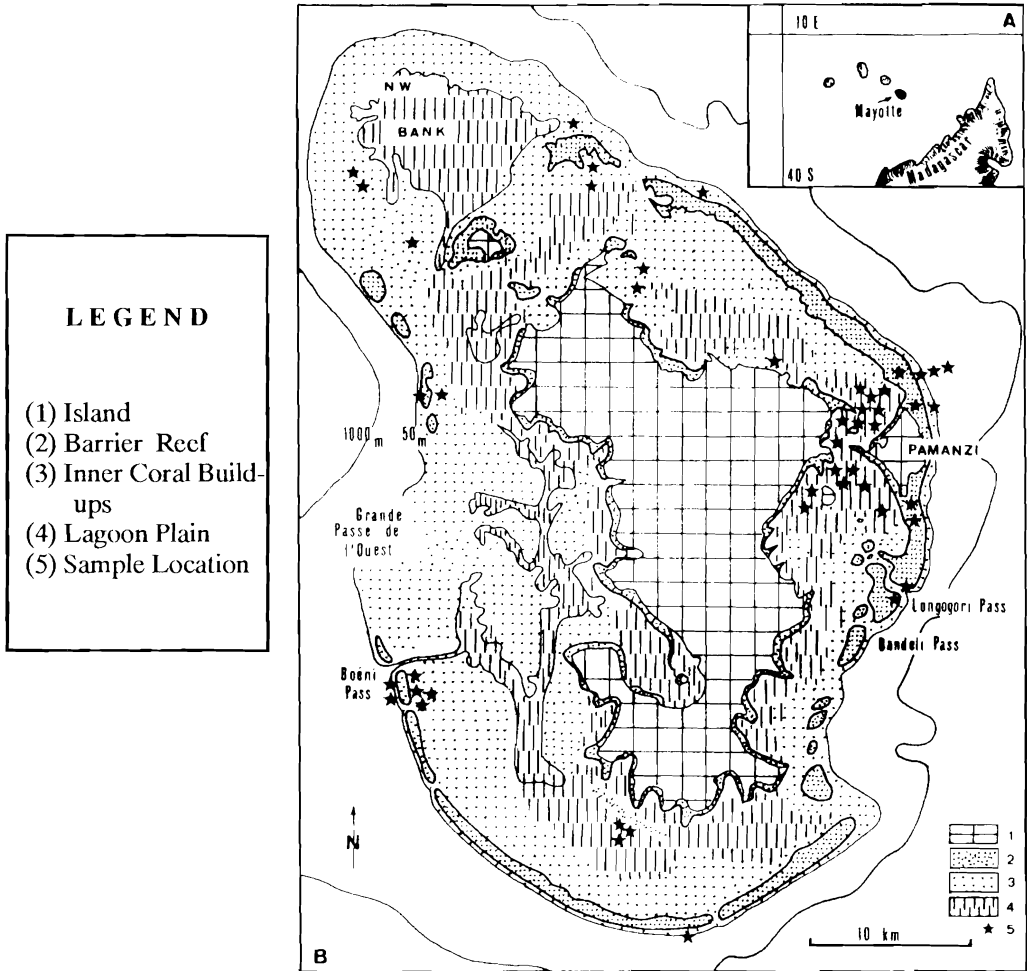 LEGEND
(1) Island
(2) Barrier Reef
(3) Inner Coral Build-
ups
(4) Lagoon Plain
(5) Sample Location
10 E
A
Mayotte
Madagascar
40 S
NW
BANK
1000 m 50 m
PAMANZI
Grande
Passe de
l'Ouest
Longogori Pass
Bandeli Pass
Boéni
Pass
N
1
2
3
4
5
10 km
B